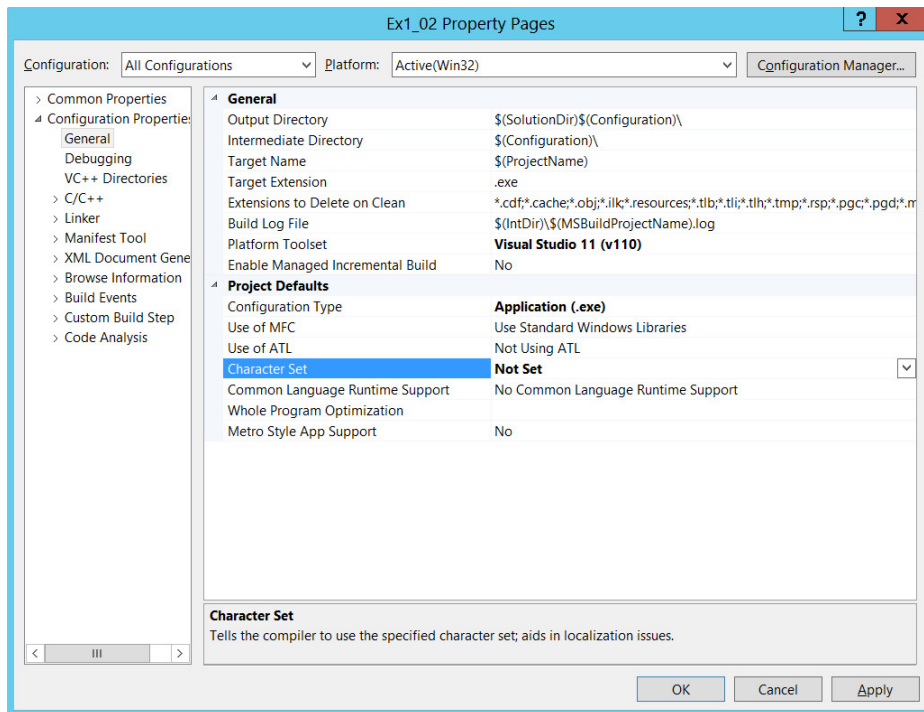 Ex1_02 Property Pages
? x
Configuration: All Configurations Platform: Active(Win32) Configuration Manager...
Common Properties
Configuration Propertie
General
Debugging
VC++ Directories
C/C++
Linker
Manifest Tool
XML Document Gene
Browse Information
Build Events
Custom Build Step
Code Analysis
General
Output Directory $(SolutionDir)$(Configuration)\
Intermediate Directory $(Configuration)\
Target Name $(ProjectName)
Target Extension .exe
Extensions to Delete on Clean *.cdf;*.cache;*.obj;*.ilk;*.resources;*.tlb;*.tli;*.tlh;*.tmp;*.rsp;*.pgc;*.pgd;*.m
Build Log File $(IntDir)\$(MSBuildProjectName).log
Platform Toolset Visual Studio 11 (v110)
Enable Managed Incremental Build No
Project Defaults
Configuration Type Application (.exe)
Use of MFC Use Standard Windows Libraries
Use of ATL Not Using ATL
Character Set Not Set
Common Language Runtime Support No Common Language Runtime Support
Whole Program Optimization
Metro Style App Support No
Character Set
Tells the compiler to use the specified character set; aids in localization issues.
OK Cancel Apply